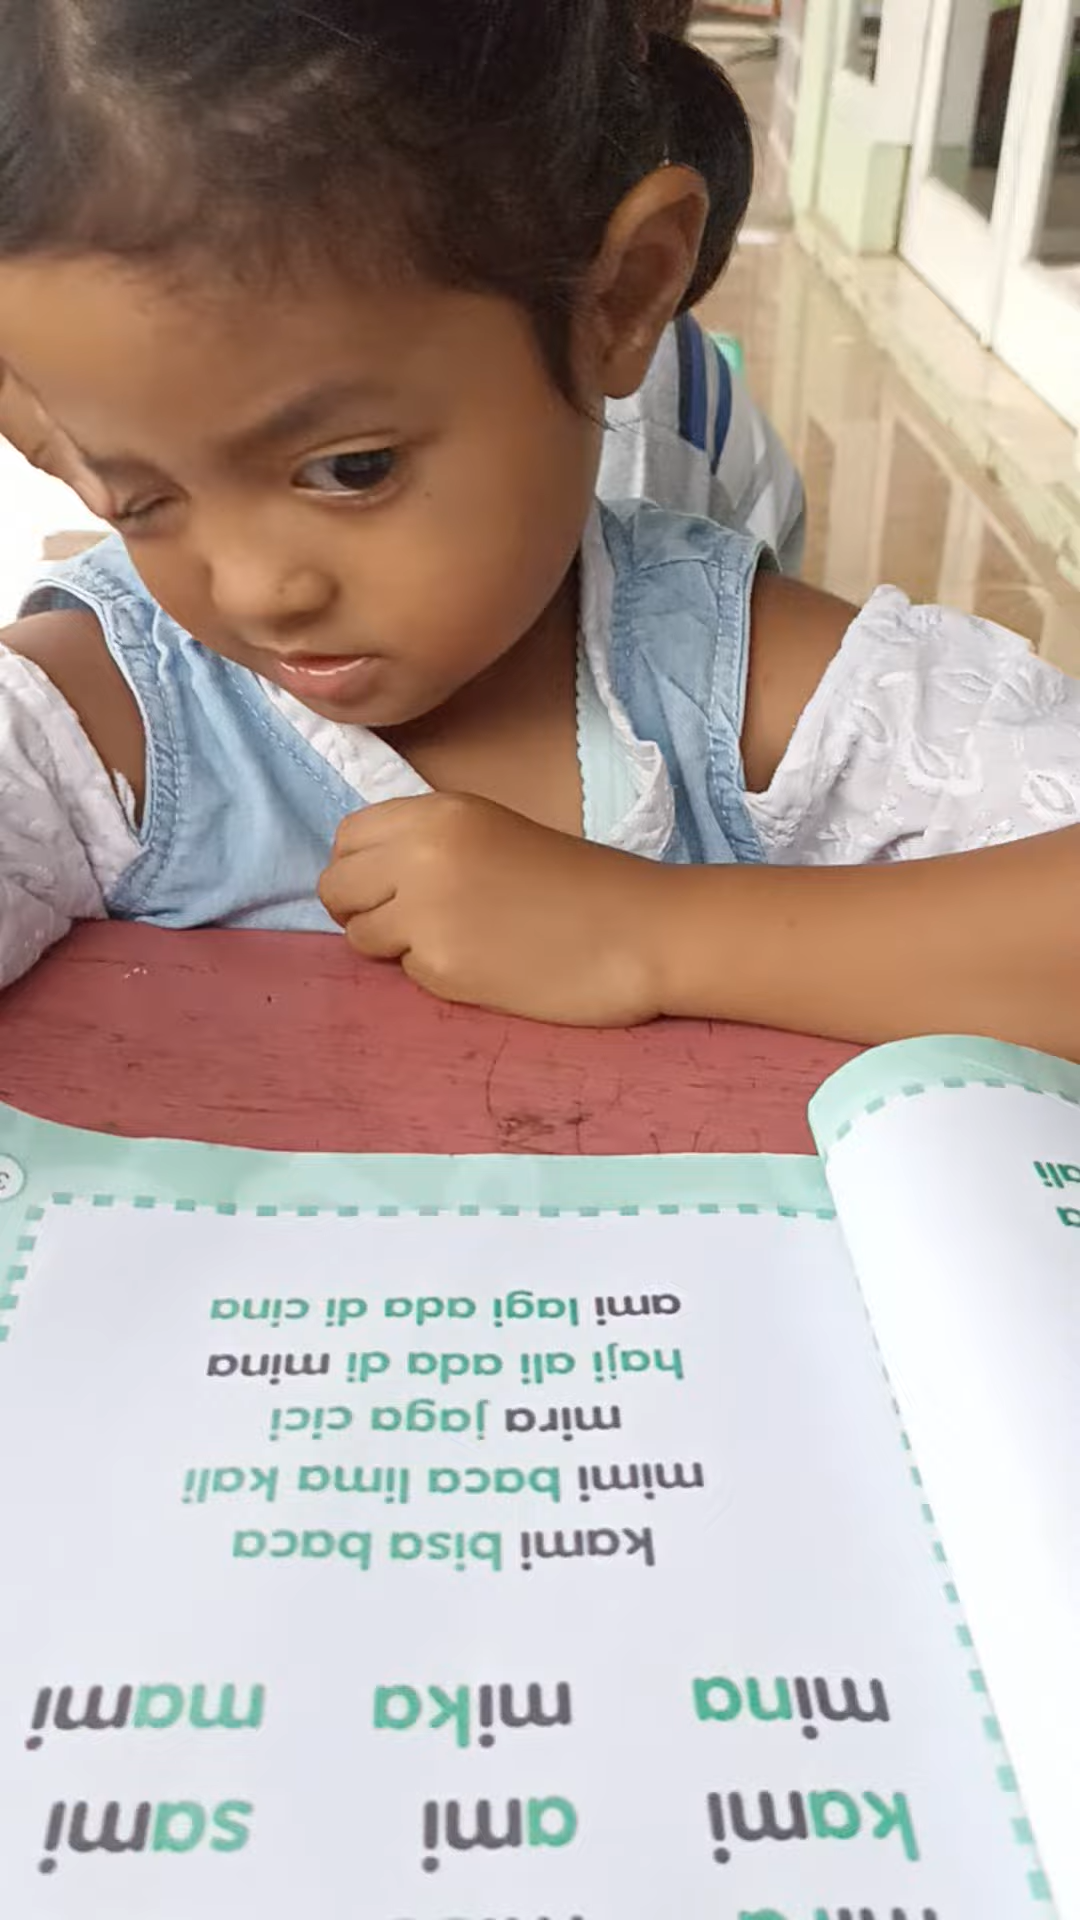 kami ami sami
mina mika mami
kami bisa baca
mimi baca lima kali
mira jaga cici
haji ali ada di mina
ami lagi ada di cina